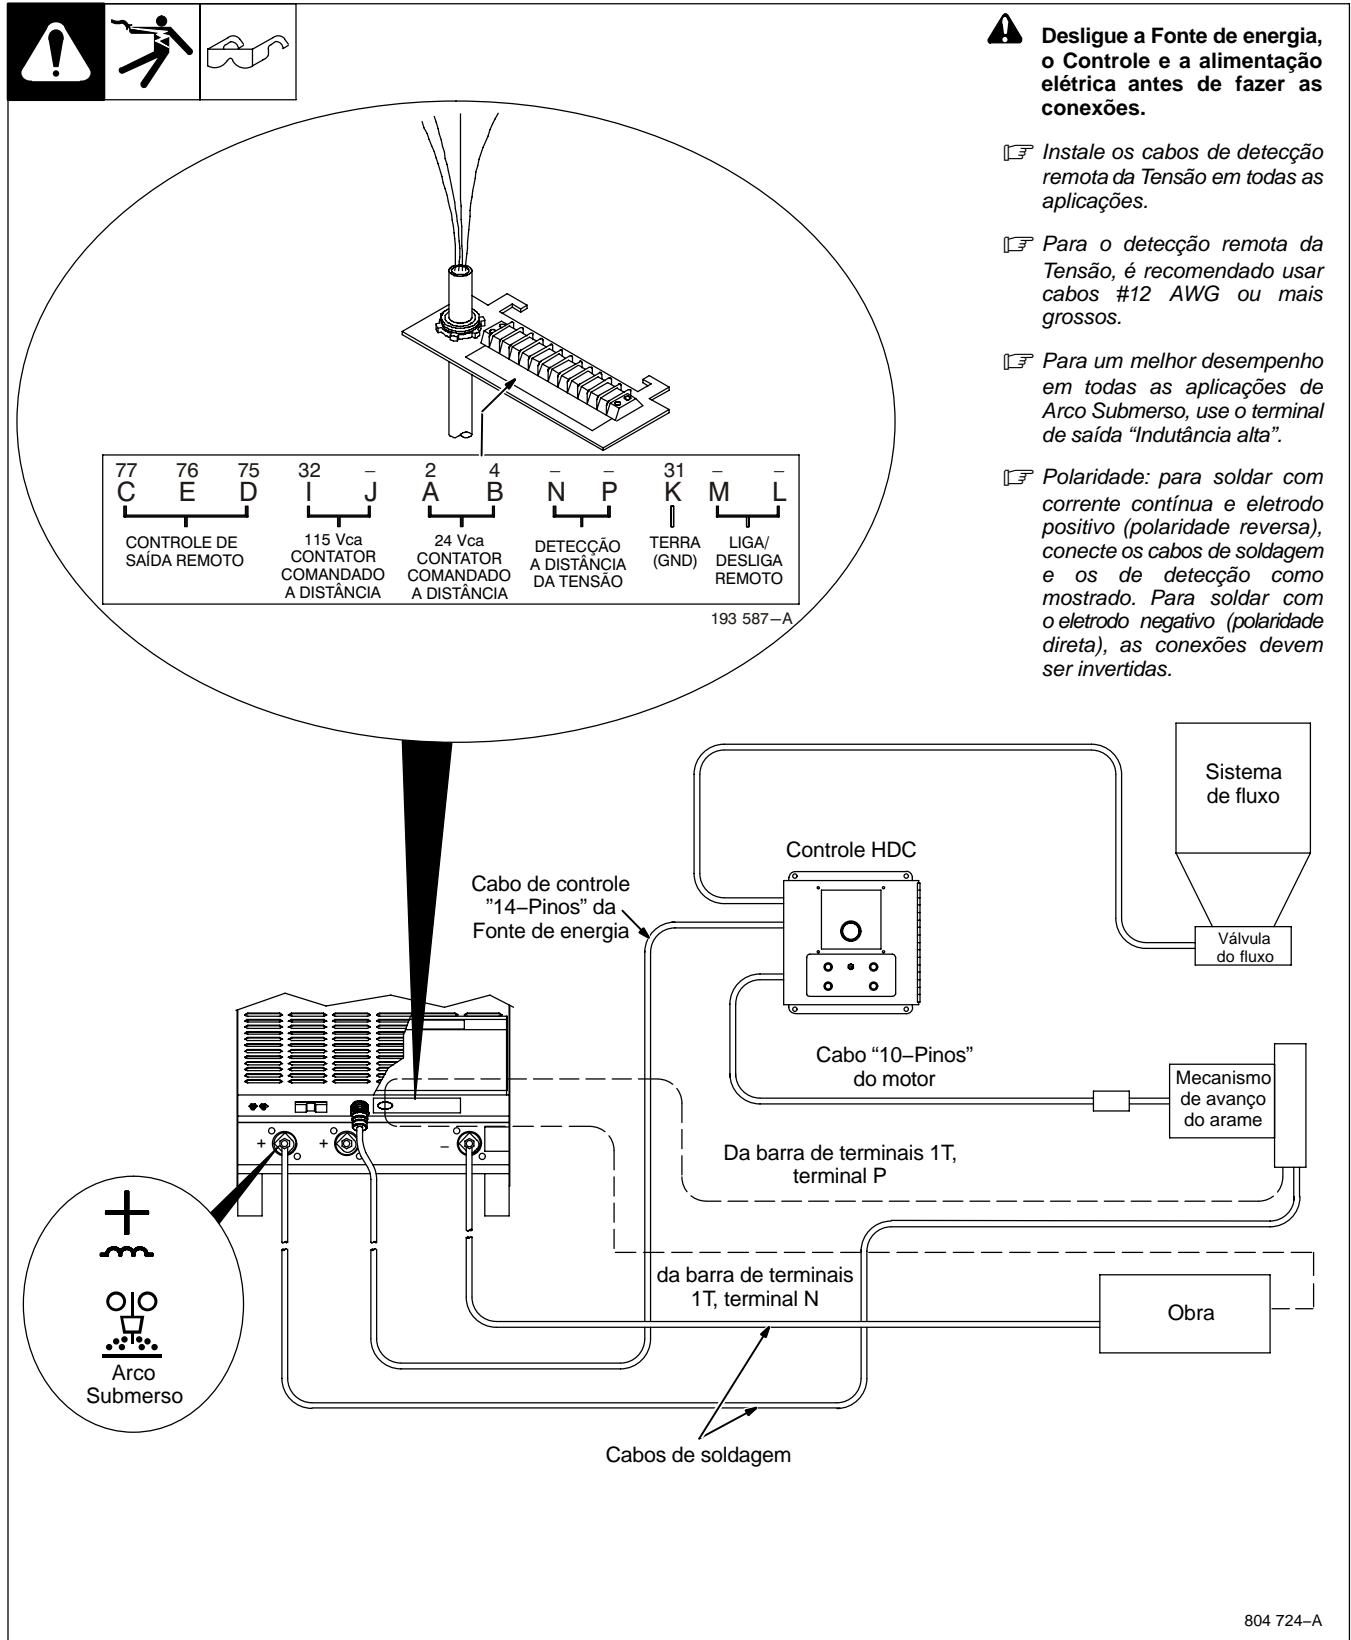 Desligue a Fonte de energia,
o Controle e a alimentação
elétrica antes de fazer as
conexões.
Instale os cabos de detecção
remota da Tensão em todas as
aplicações.
Para o detecção remota da
Tensão, é recomendado usar
cabos #12 AWG ou mais
grossos.
Para um melhor desempenho
em todas as aplicações de
Arco Submerso, use o terminal
de saída “Indutância alta”.
Polaridade: para soldar com
corrente contínua e eletrodo
positivo (polaridade reversa),
conecte os cabos de soldagem
e os de detecção como
mostrado. Para soldar com
o eletrodo negativo (polaridade
direta), as conexões devem
ser invertidas.
77 76 75 32 – 2 4 – – 31 – –
C E D I J A B N P K M L
CONTROLE DE
SAÍDA REMOTO
115 Vca
CONTATOR
COMANDADO
A DISTÂNCIA
24 Vca
CONTATOR
COMANDADO
A DISTÂNCIA
DETECÇÃO
A DISTÂNCIA
DA TENSÃO
TERRA
(GND)
LIGA/
DESLIGA
REMOTO
193 587–A
Sistema
de fluxo
Válvula
do fluxo
Controle HDC
Cabo de controle
”14–Pinos” da
Fonte de energia
Cabo “10–Pinos”
do motor
Mecanismo
de avanço
do arame
+ + –
Da barra de terminais 1T,
terminal P
da barra de terminais
1T, terminal N
Obra
+
Arco
Submerso
Cabos de soldagem
804 724–A